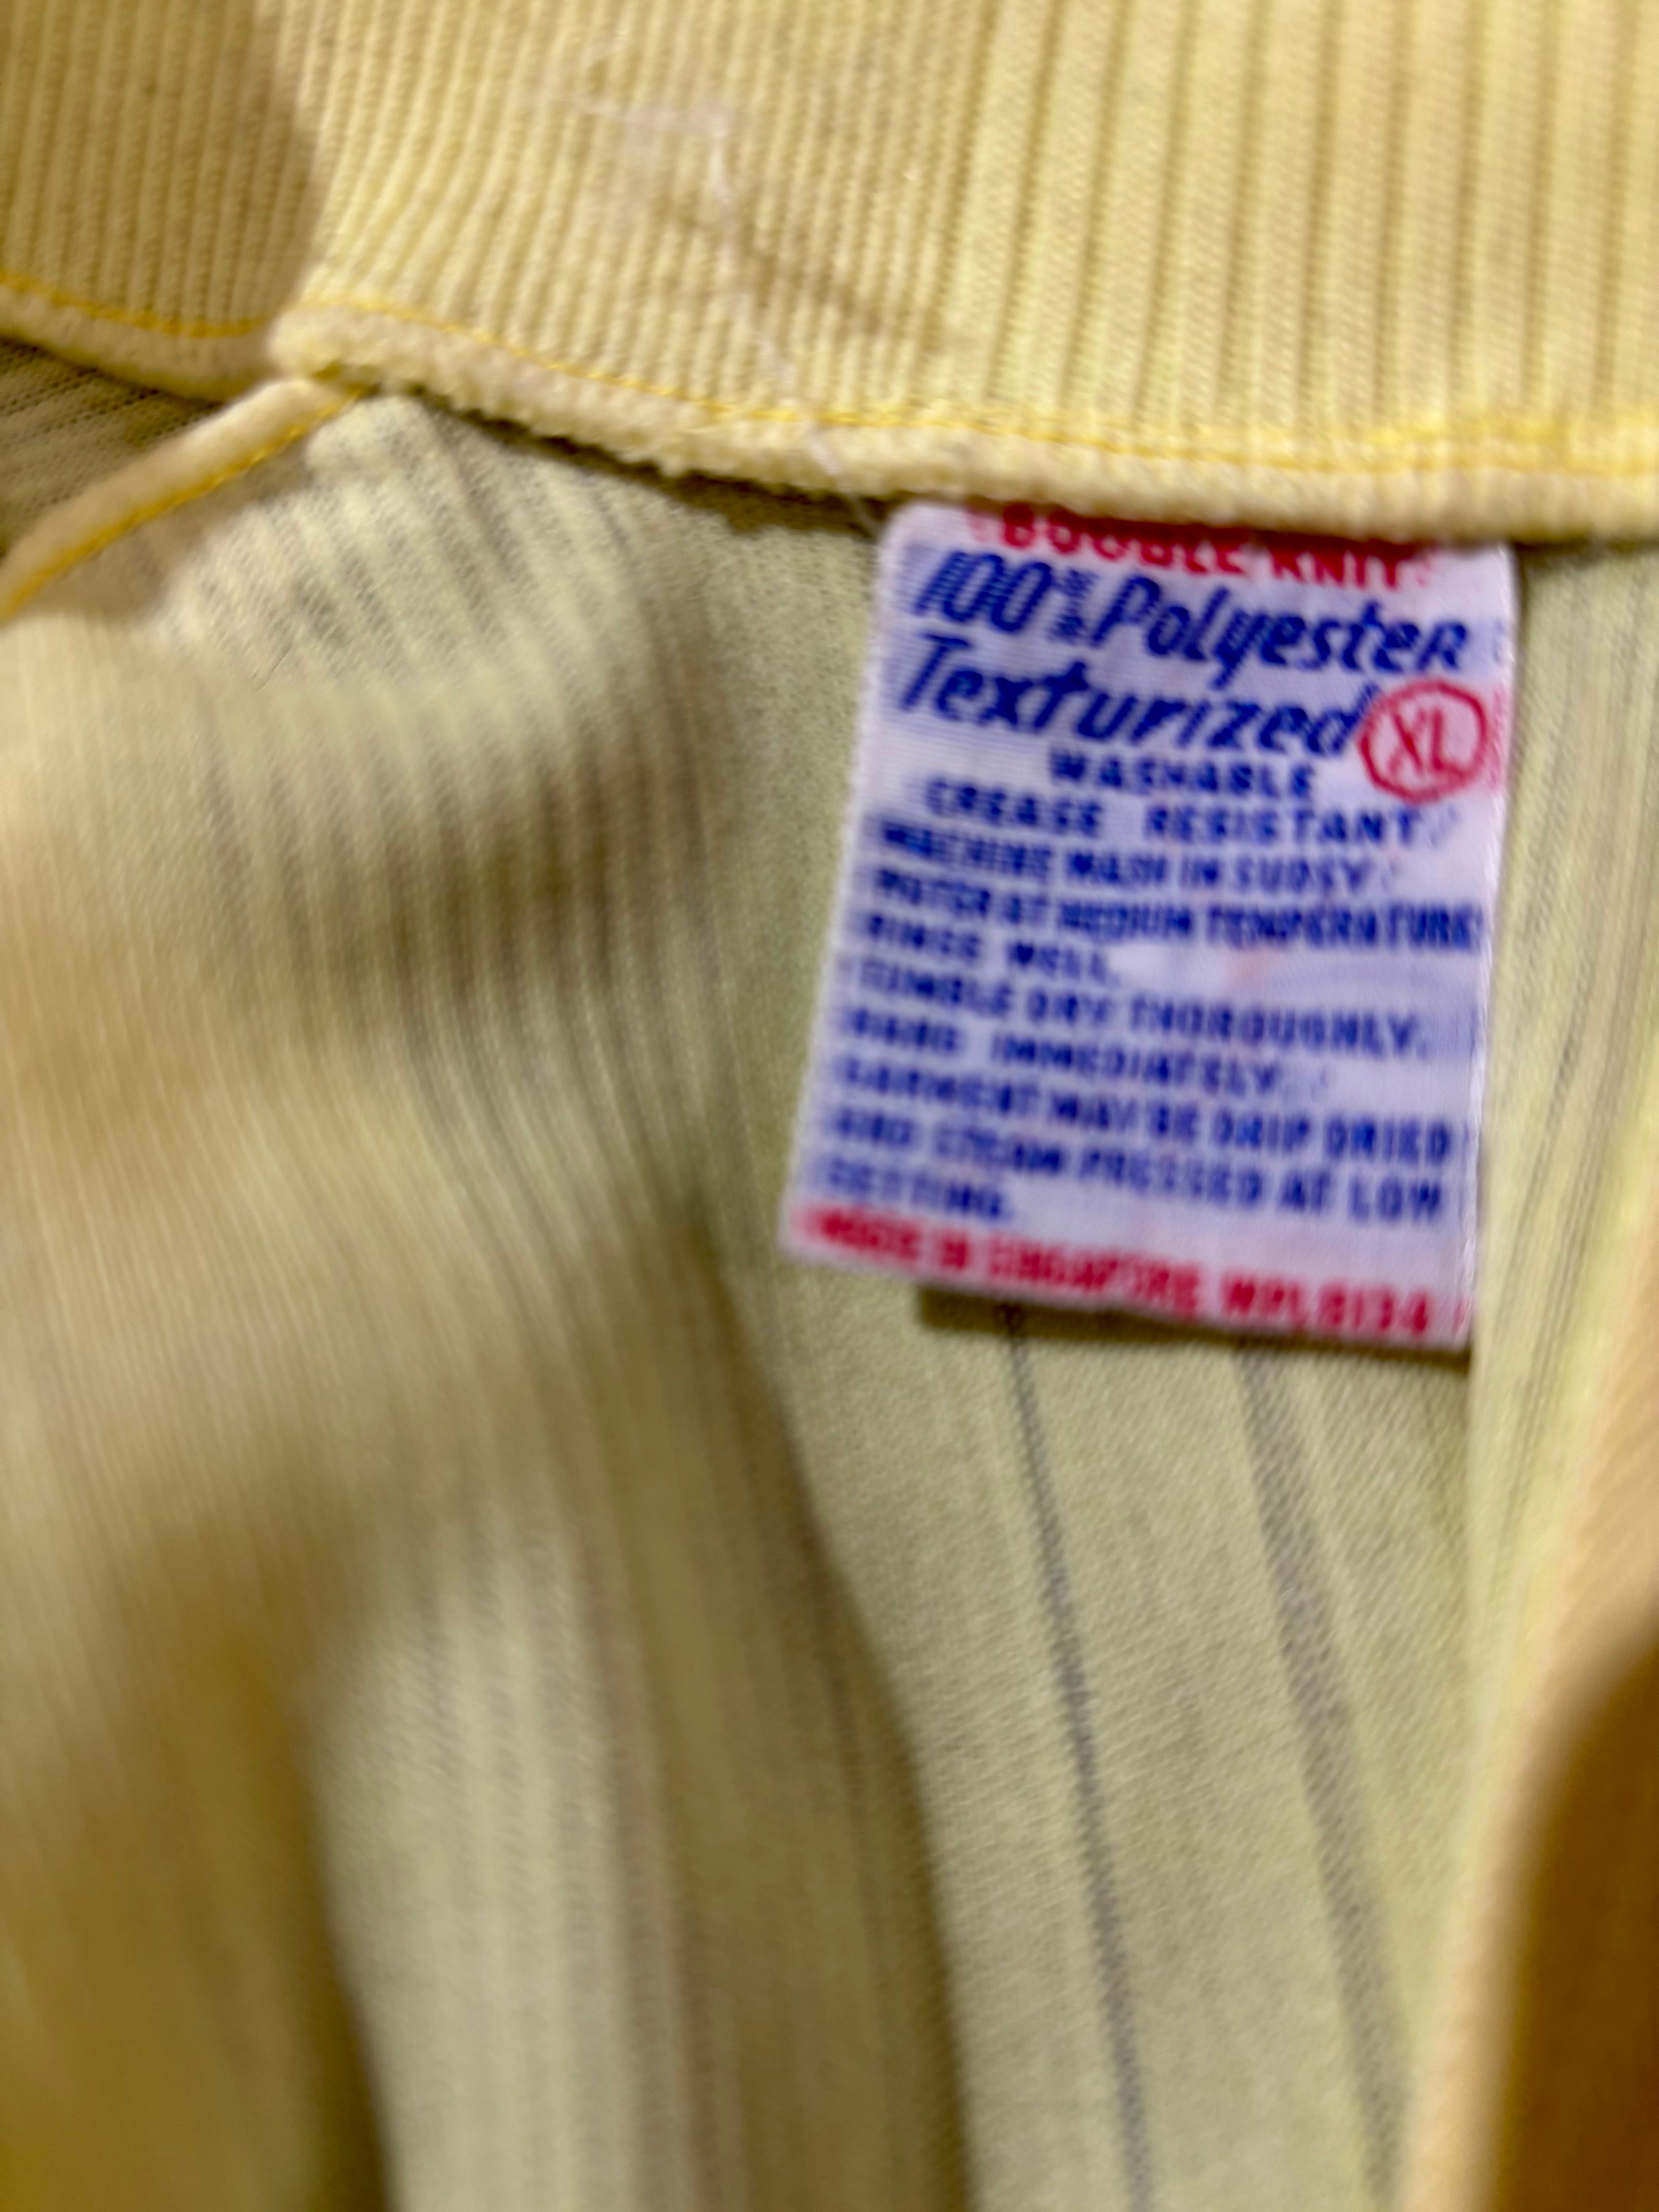 DOUBLE KNIT
100% Polyester
Texturized XL
WASHABLE
CREASE RESISTANT
MACHINE WASH IN SUDSY
WATER AT MEDIUM TEMPERATURE
RINSE WELL.
TUMBLE DRY THOROUGHLY.
HANG IMMEDIATELY.
GARMENT MAY BE DRIP DRIED
AND STEAM PRESSED AT LOW
SETTING.
MADE IN SINGAPORE WPL 8134